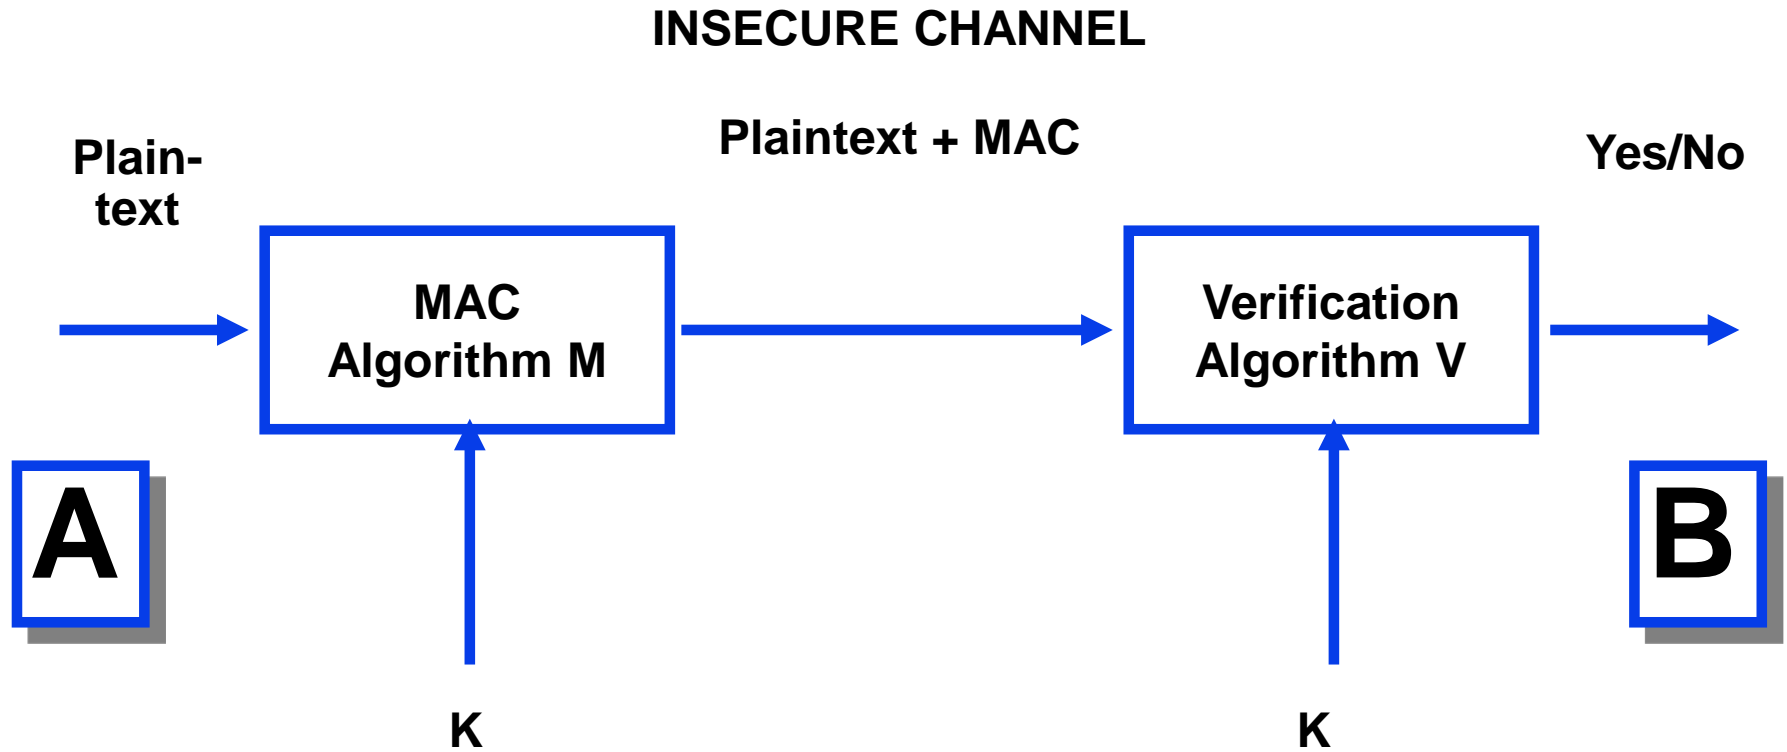 INSECURE CHANNEL
Plaintext + MAC
Plain-
text
Yes/No
MAC
Algorithm M
Verification
Algorithm V
A
B
K
K